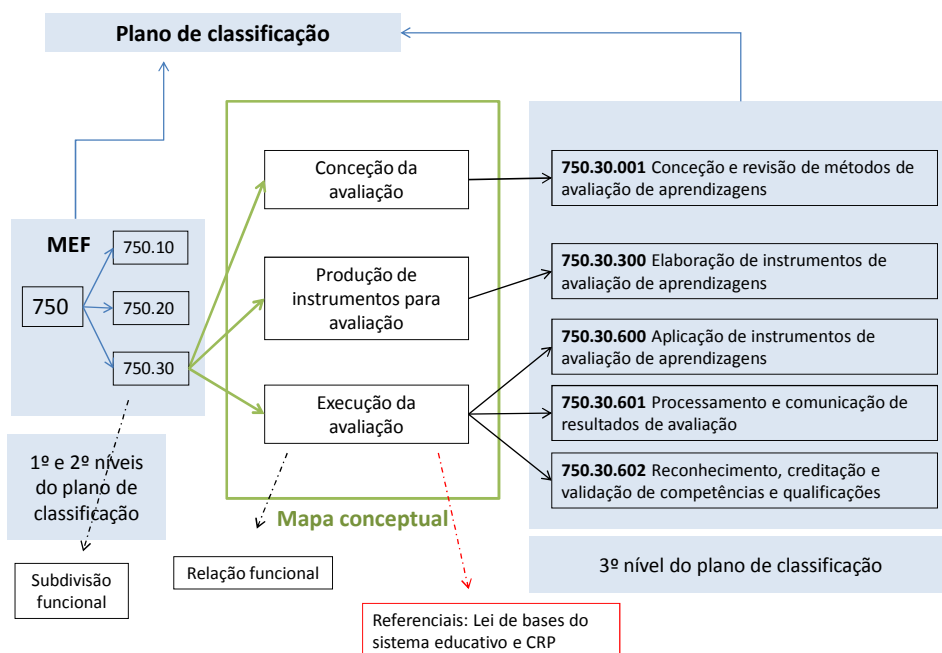 Plano de classificação
MEF
750
750.10
750.20
750.30
1º e 2º níveis
do plano de
classificação
Subdivisão
funcional
Conceção da
avaliação
Produção de
instrumentos para
avaliação
Execução da
avaliação
Mapa conceptual
Relação funcional
Referenciais: Lei de bases do
sistema educativo e CRP
750.30.001 Conceção e revisão de métodos de
avaliação de aprendizagens
750.30.300 Elaboração de instrumentos de
avaliação de aprendizagens
750.30.600 Aplicação de instrumentos de
avaliação de aprendizagens
750.30.601 Processamento e comunicação de
resultados de avaliação
750.30.602 Reconhecimento, creditação e
validação de competências e qualificações
3º nível do plano de classificação